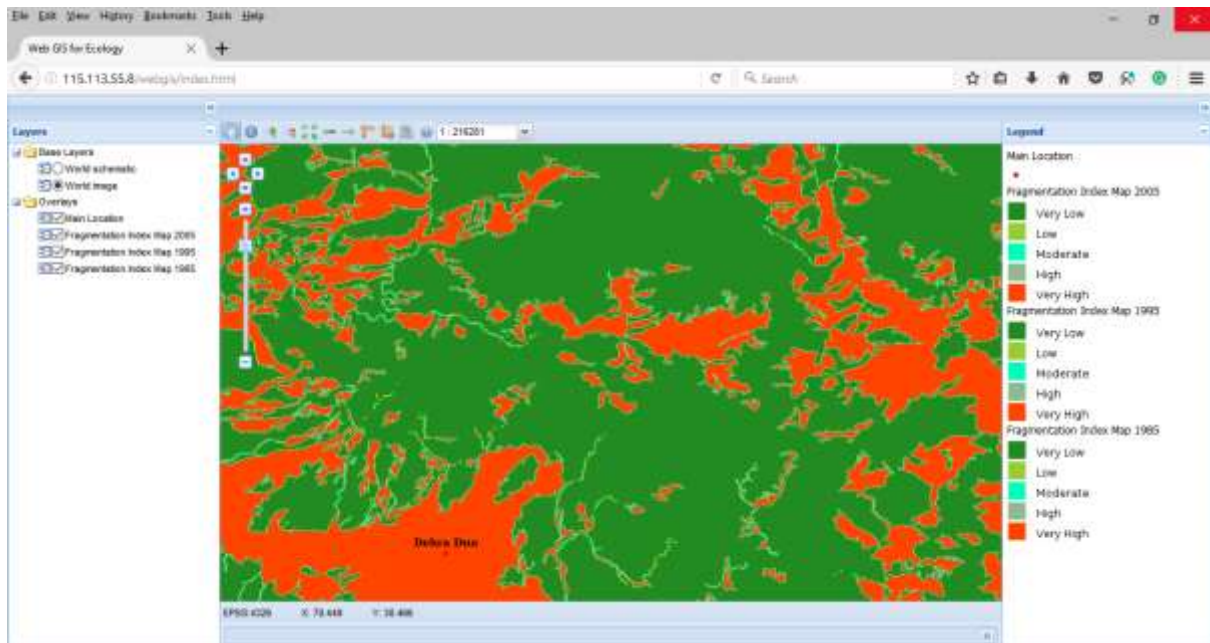 File Edit View History Bookmarks Tools Help
Web GIS for Ecology
115.113.55.8/webgis/index.html
Search
Layers
Base Layers
World schematic
World image
Overlays
Main Location
Fragmentation Index Map 2005
Fragmentation Index Map 1995
Fragmentation Index Map 1985
1 : 216281
Dehra Dun
EPSG:4326 X: 78.448 Y: 30.466
Legend
Main Location
Fragmentation Index Map 2005
Very Low
Low
Moderate
High
Very High
Fragmentation Index Map 1995
Very Low
Low
Moderate
High
Very High
Fragmentation Index Map 1985
Very Low
Low
Moderate
High
Very High